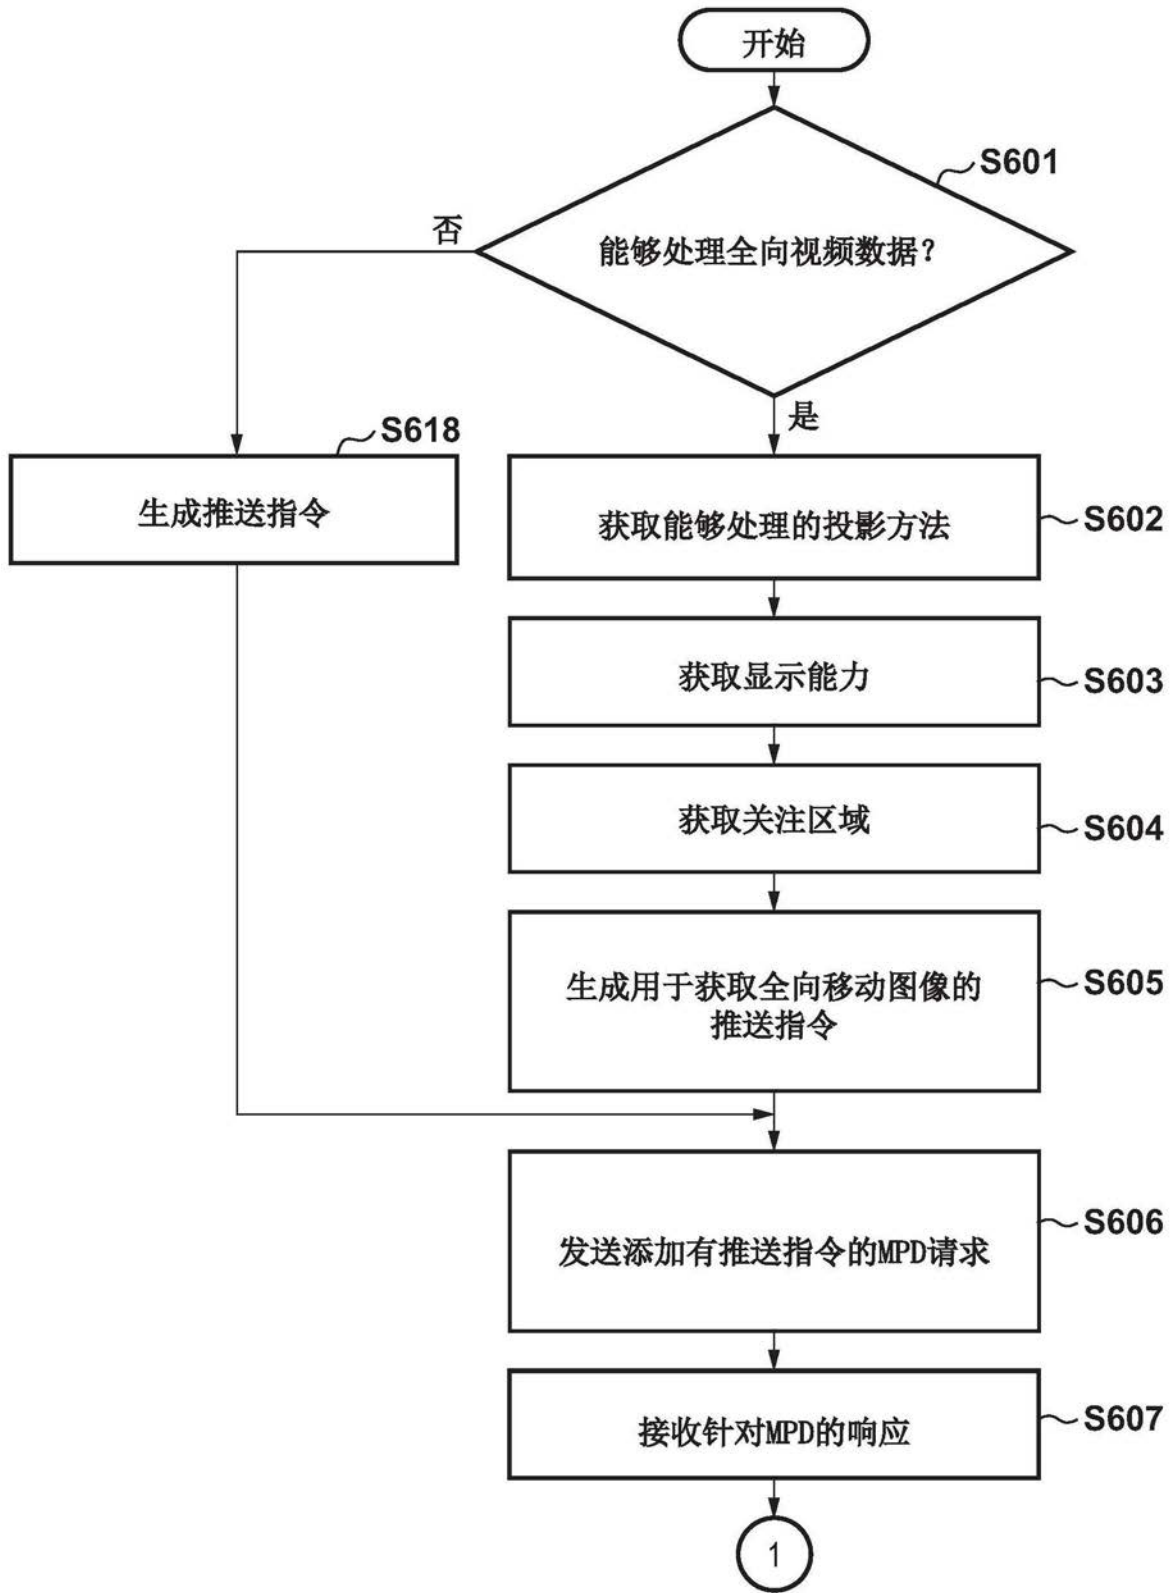 开始
S601
能够处理全向视频数据?
否
是
S618
生成推送指令
获取能够处理的投影方法
S602
获取显示能力
S603
获取关注区域
S604
生成用于获取全向移动图像的
推送指令
S605
发送添加有推送指令的MPD请求
S606
接收针对MPD的响应
S607
1